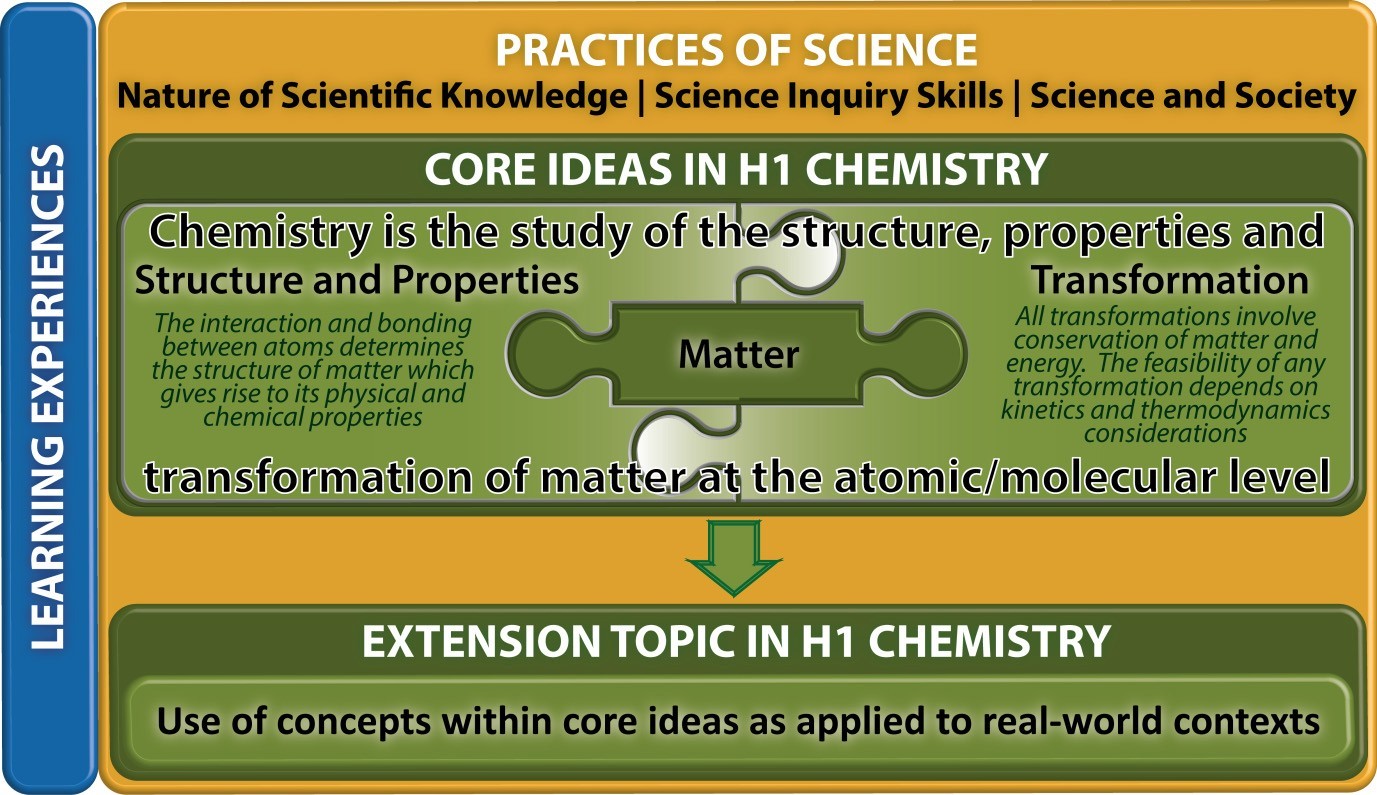 LEARNING EXPERIENCES
PRACTICES OF SCIENCE
Nature of Scientific Knowledge | Science Inquiry Skills | Science and Society
CORE IDEAS IN H1 CHEMISTRY
Chemistry is the study of the structure, properties and
Structure and Properties
The interaction and bonding
between atoms determines
the structure of matter which
gives rise to its physical and
chemical properties
Matter
Transformation
All transformations involve
conservation of matter and
energy. The feasibility of any
transformation depends on
kinetics and thermodynamics
considerations
transformation of matter at the atomic/molecular level
EXTENSION TOPIC IN H1 CHEMISTRY
Use of concepts within core ideas as applied to real-world contexts